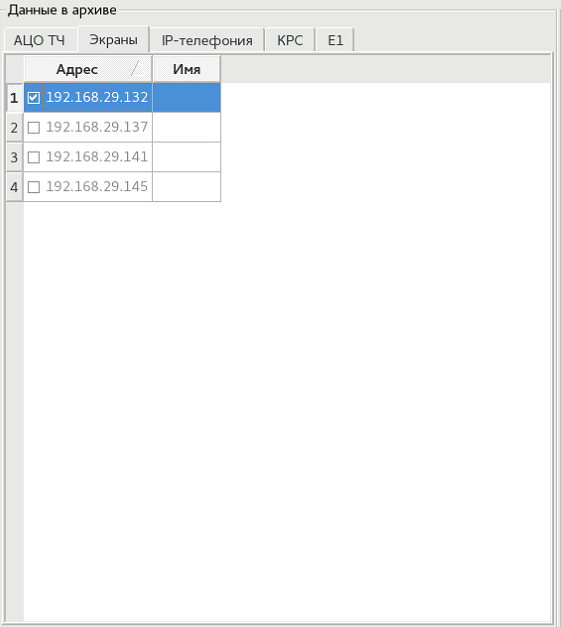 Данные в архиве
АЦО ТЧ Экраны IP-телефония КРС E1
Адрес Имя
1 192.168.29.132
2 192.168.29.137
3 192.168.29.141
4 192.168.29.145